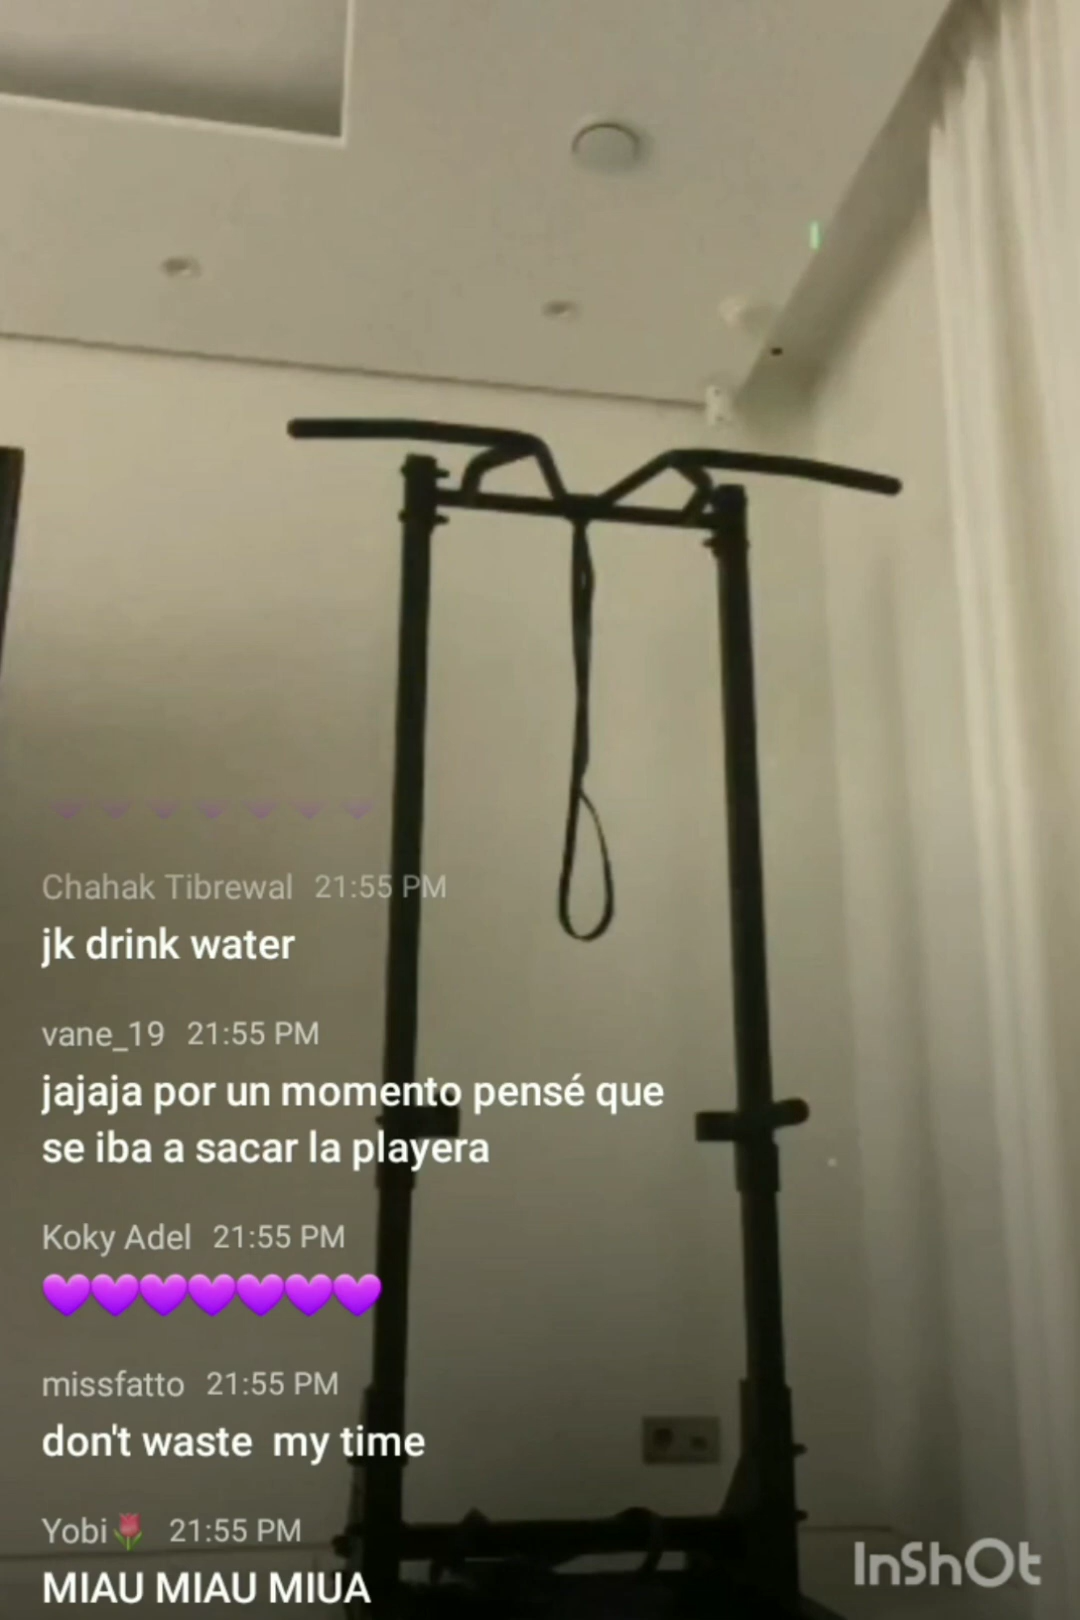 Chahak Tibrewal 21:55 PM
jk drink water
vane_19 21:55 PM
jajaja por un momento pensé que
se iba a sacar la playera
Koky Adel 21:55 PM
💜💜💜💜💜💜💜
missfatto 21:55 PM
don't waste my time
Yobi🌷 21:55 PM
MIAU MIAU MIUA
InShOt